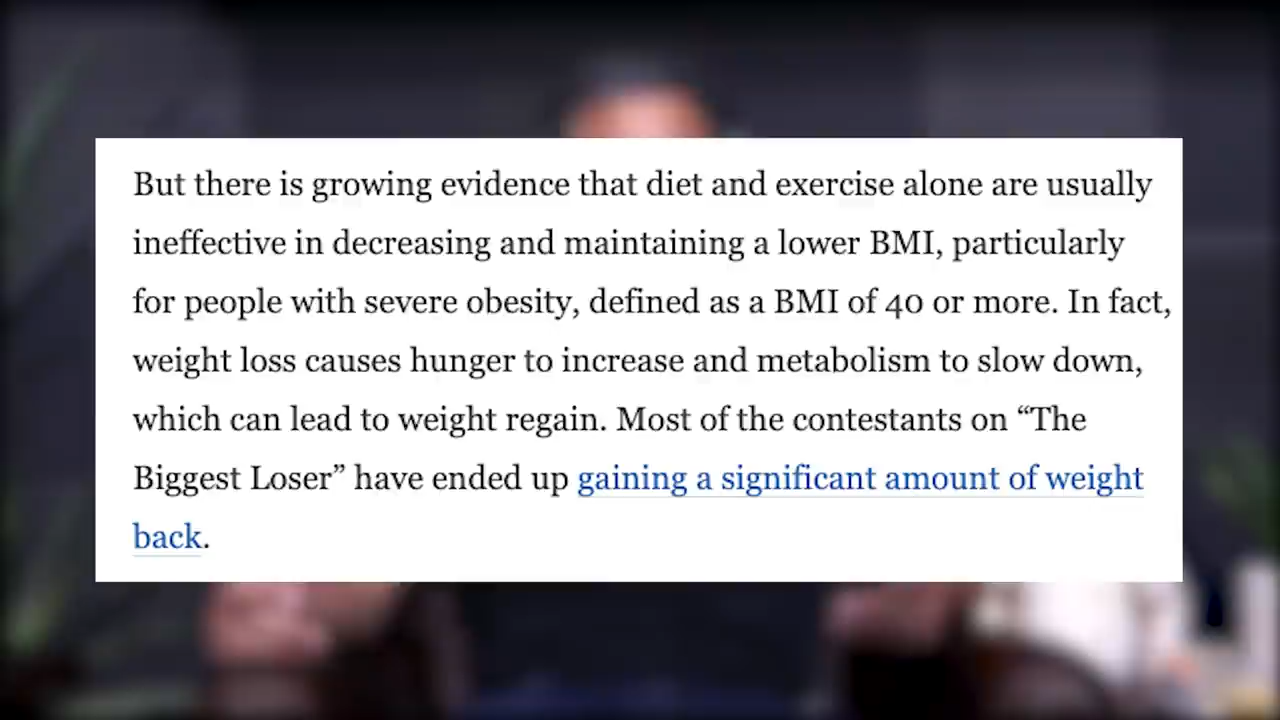 But there is growing evidence that diet and exercise alone are usually
ineffective in decreasing and maintaining a lower BMI, particularly
for people with severe obesity, defined as a BMI of 40 or more. In fact,
weight loss causes hunger to increase and metabolism to slow down,
which can lead to weight regain. Most of the contestants on “The
Biggest Loser” have ended up gaining a significant amount of weight
back.